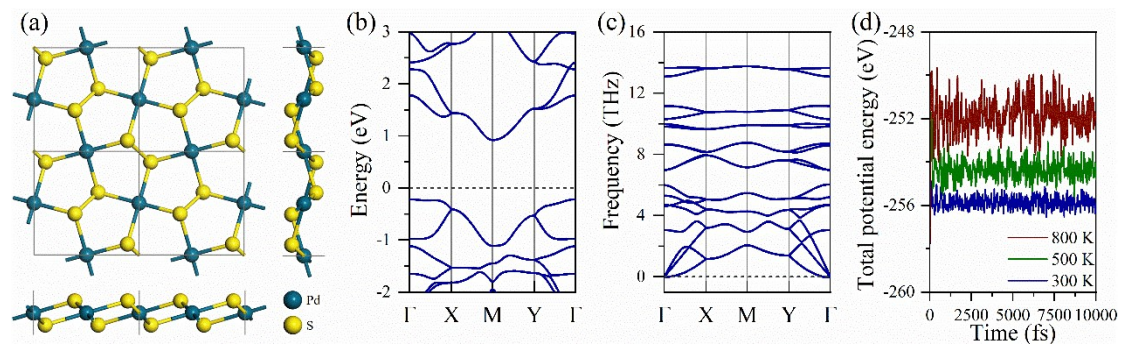 (a)
Pd
S
(b)
Energy (eV)
3
2
1
0
-1
-2
Γ X M Y Γ
(c)
Frequency (THz)
16
12
8
4
0
Γ X M Y Γ
(d)
Total potential energy (eV)
-248
-252
-256
-260
800 K
500 K
300 K
0 2500 5000 7500 10000
Time (fs)